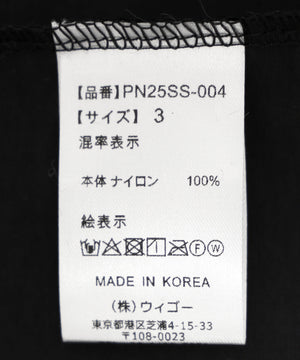 【品番】PN25SS-004
【サイズ】 3
混率表示
本体 ナイロン 100%
絵表示
MADE IN KOREA
(株) ウィゴー
東京都港区芝浦4-15-33
〒108-0023